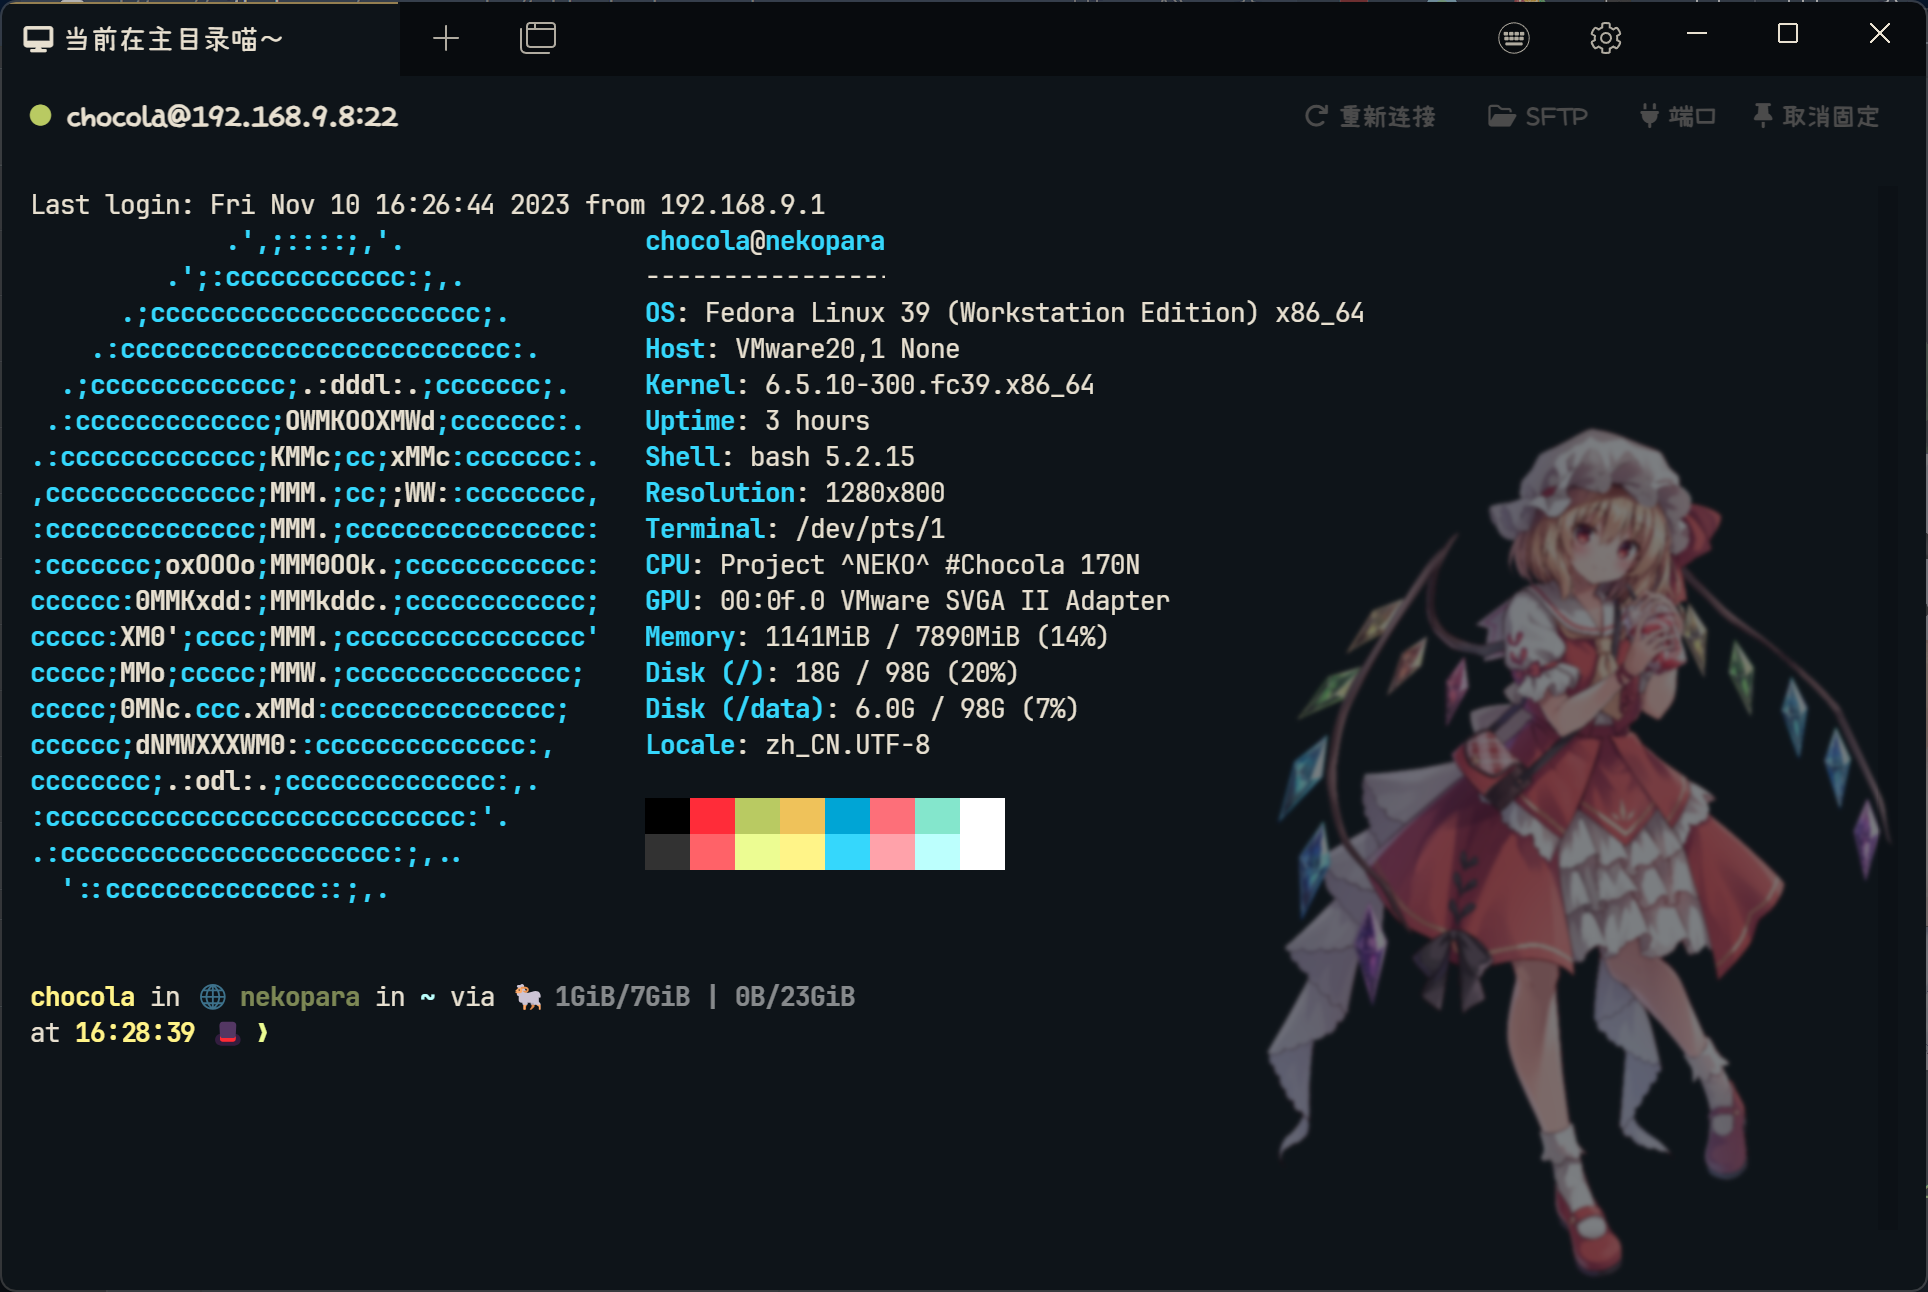 当前在主目录喵~
chocola@192.168.9.8:22
重新连接 SFTP 端口 取消固定
Last login: Fri Nov 10 16:26:44 2023 from 192.168.9.1
.',;::::;,'. chocola@nekopara
.';:cccccccccccc:;,. ----------------
.;cccccccccccccccccccccc;. OS: Fedora Linux 39 (Workstation Edition) x86_64
.:cccccccccccccccccccccccccc:. Host: VMware20,1 None
.;ccccccccccccc;.:dddl:.;ccccccc;. Kernel: 6.5.10-300.fc39.x86_64
.:ccccccccccccc;OWMKOOXMWd;ccccccc:. Uptime: 3 hours
.:ccccccccccccc;KMMc;cc;xMMc:ccccccc:. Shell: bash 5.2.15
,cccccccccccccc;MMM.;cc;;WW::cccccccc, Resolution: 1280x800
:cccccccccccccc;MMM.;cccccccccccccccc: Terminal: /dev/pts/1
:ccccccc;oxOOOo;MMM0OOk.;cccccccccccc: CPU: Project ^NEKO^ #Chocola 170N
cccccc:0MMKxdd:;MMMkddc.;cccccccccccc; GPU: 00:0f.0 VMware SVGA II Adapter
ccccc:XM0';cccc;MMM.;cccccccccccccccc' Memory: 1141MiB / 7890MiB (14%)
ccccc;MMo;ccccc;MMW.;ccccccccccccccc; Disk (/): 18G / 98G (20%)
ccccc;0MNc.ccc.xMMd:ccccccccccccccc; Disk (/data): 6.0G / 98G (7%)
cccccc;dNMWXXXWM0::cccccccccccccc:, Locale: zh_CN.UTF-8
cccccccc;.:odl:.;cccccccccccccc:,.
:cccccccccccccccccccccccccccc:'.
.:cccccccccccccccccccccc:;,..
'::cccccccccccccc::;,.
chocola in 🌐 nekopara in ~ via 🐏 1GiB/7GiB | 0B/23GiB
at 16:28:39 🎩 ❯